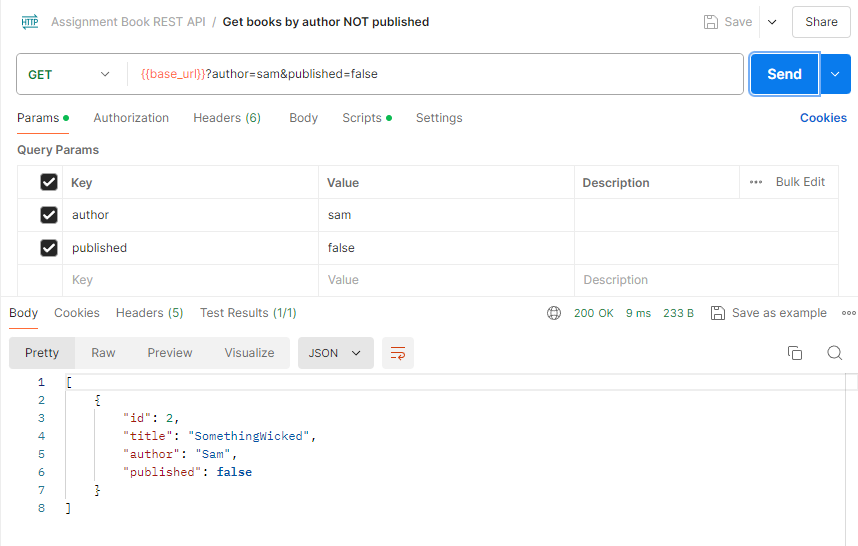 HTTP Assignment Book REST API / Get books by author NOT published Save Share
GET {{base_url}}?author=sam&published=false Send
Params Authorization Headers (6) Body Scripts Settings Cookies
Query Params
Key Value Description ••• Bulk Edit
author sam
published false
Key Value Description
Body Cookies Headers (5) Test Results (1/1) 200 OK 9 ms 233 B Save as example
Pretty Raw Preview Visualize JSON
1 [
2 {
3 "id": 2,
4 "title": "SomethingWicked",
5 "author": "Sam",
6 "published": false
7 }
8 ]